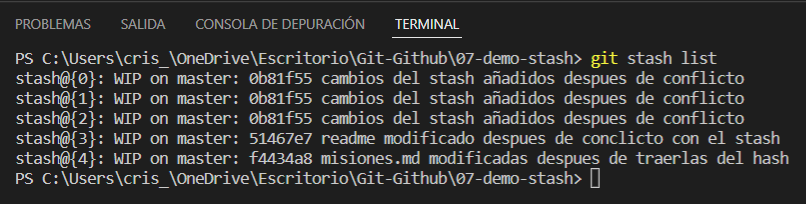 PROBLEMAS SALIDA CONSOLA DE DEPURACIÓN TERMINAL
PS C:\Users\cris_\OneDrive\Escritorio\Git-Github\07-demo-stash> git stash list
stash@{0}: WIP on master: 0b81f55 cambios del stash añadidos despues de conflicto
stash@{1}: WIP on master: 0b81f55 cambios del stash añadidos despues de conflicto
stash@{2}: WIP on master: 0b81f55 cambios del stash añadidos despues de conflicto
stash@{3}: WIP on master: 51467e7 readme modificado despues de conclicto con el stash
stash@{4}: WIP on master: f4434a8 misiones.md modificadas despues de traerlas del hash
PS C:\Users\cris_\OneDrive\Escritorio\Git-Github\07-demo-stash>